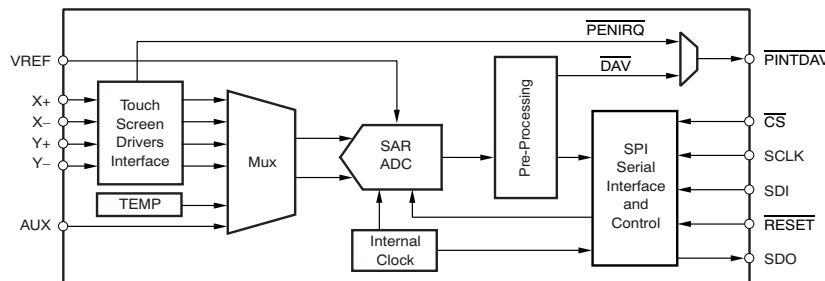 PENIRQ
VREF
DAV
PINTDAV
X+
X−
Y+
Y−
Touch
Screen
Drivers
Interface
Mux
SAR
ADC
Pre-Processing
SPI
Serial
Interface
and
Control
CS
SCLK
SDI
RESET
SDO
TEMP
AUX
Internal
Clock